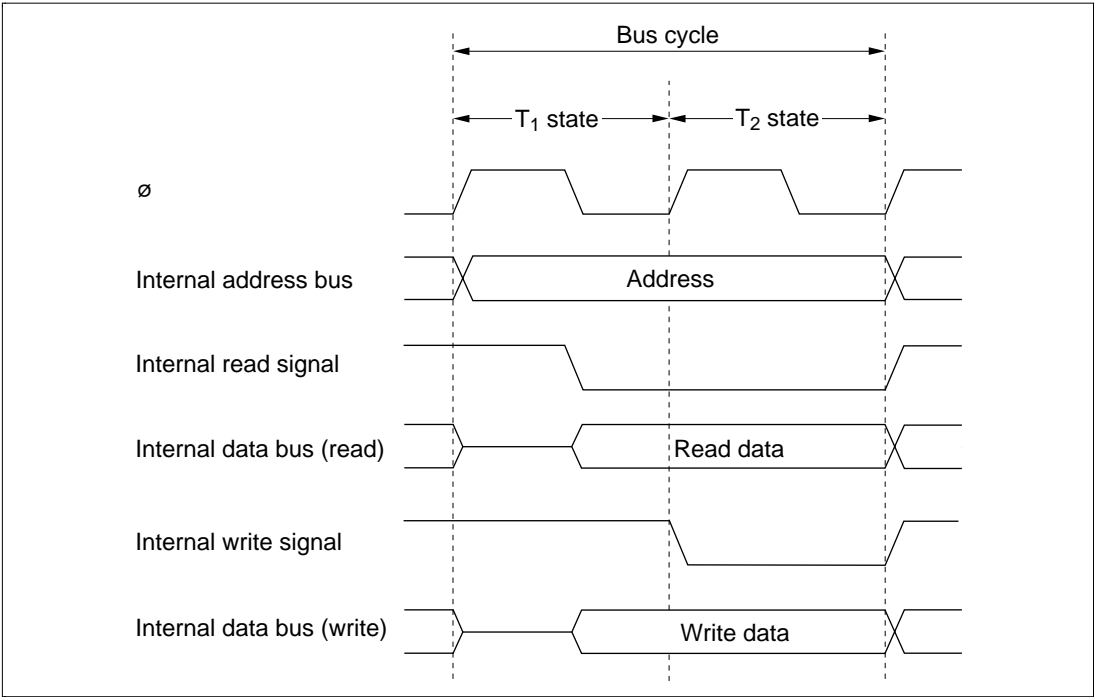 Bus cycle
T₁ state
T₂ state
ø
Internal address bus
Address
Internal read signal
Internal data bus (read)
Read data
Internal write signal
Internal data bus (write)
Write data